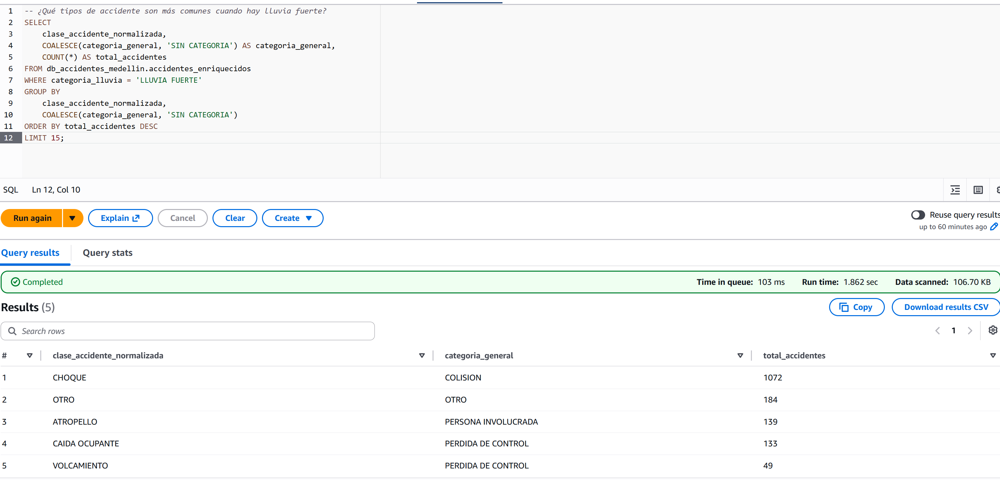 1 -- ¿Qué tipos de accidente son más comunes cuando hay lluvia fuerte?
2 SELECT
3 clase_accidente_normalizada,
4 COALESCE(categoria_general, 'SIN CATEGORIA') AS categoria_general,
5 COUNT(*) AS total_accidentes
6 FROM db_accidentes_medellin.accidentes_enriquecidos
7 WHERE categoria_lluvia = 'LLUVIA FUERTE'
8 GROUP BY
9 clase_accidente_normalizada,
10 COALESCE(categoria_general, 'SIN CATEGORIA')
11 ORDER BY total_accidentes DESC
12 LIMIT 15;
SQL Ln 12, Col 10
Run again Explain Cancel Clear Create Reuse query results
up to 60 minutes ago
Query results Query stats
Completed Time in queue: 103 ms Run time: 1.862 sec Data scanned: 106.70 KB
Results (5) Copy Download results CSV
Search rows 1
# clase_accidente_normalizada categoria_general total_accidentes
1 CHOQUE COLISION 1072
2 OTRO OTRO 184
3 ATROPELLO PERSONA INVOLUCRADA 139
4 CAIDA OCUPANTE PERDIDA DE CONTROL 133
5 VOLCAMIENTO PERDIDA DE CONTROL 49